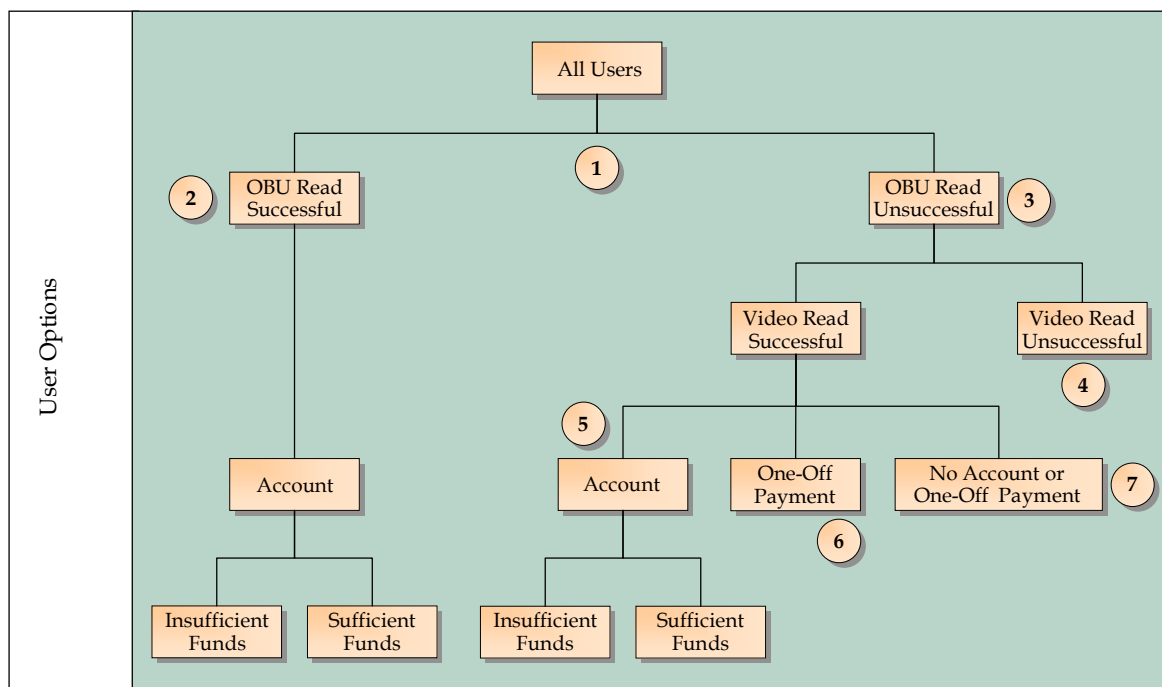 User Options
All Users
1
2
OBU Read
Successful
OBU Read
Unsuccessful
3
Video Read
Successful
Video Read
Unsuccessful
4
5
Account
Account
One-Off
Payment
No Account or
One-Off Payment
7
6
Insufficient
Funds
Sufficient
Funds
Insufficient
Funds
Sufficient
Funds